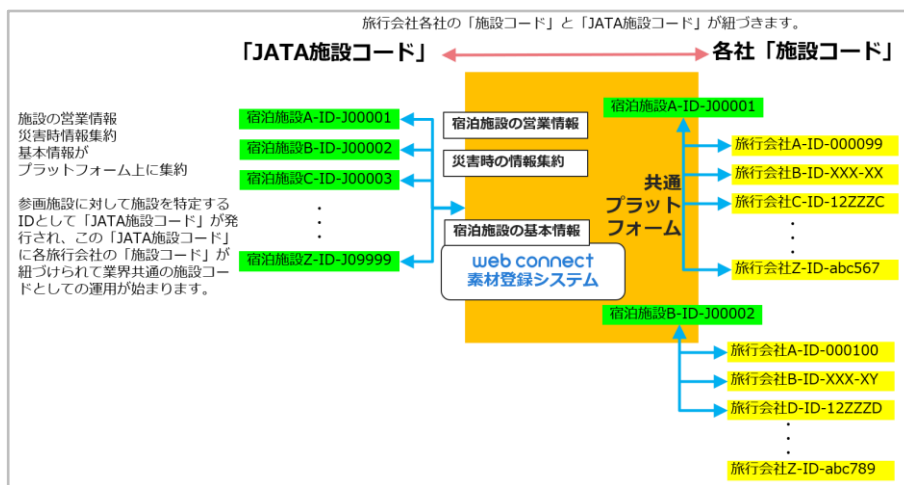 旅行会社各社の「施設コード」と「JATA施設コード」が紐づきます。
「JATA施設コード」
各社「施設コード」
施設の営業情報
災害時情報集約
基本情報が
プラットフォーム上に集約
参画施設に対して施設を特定する
IDとして「JATA施設コード」が発
行され、この「JATA施設コード」
に各旅行会社の「施設コード」が
紐づけられて業界共通の施設コー
ドとしての運用が始まります。
宿泊施設A-ID-J00001
宿泊施設B-ID-J00002
宿泊施設C-ID-J00003
・
・
・
宿泊施設Z-ID-J09999
宿泊施設の営業情報
災害時の情報集約
宿泊施設の基本情報
web connect
素材登録システム
共通
プラット
フォーム
宿泊施設A-ID-J00001
旅行会社A-ID-000099
旅行会社B-ID-XXX-XX
旅行会社C-ID-12ZZZC
・
・
・
旅行会社Z-ID-abc567
宿泊施設B-ID-J00002
旅行会社A-ID-000100
旅行会社B-ID-XXX-XY
旅行会社D-ID-12ZZZD
・
・
・
旅行会社Z-ID-abc789